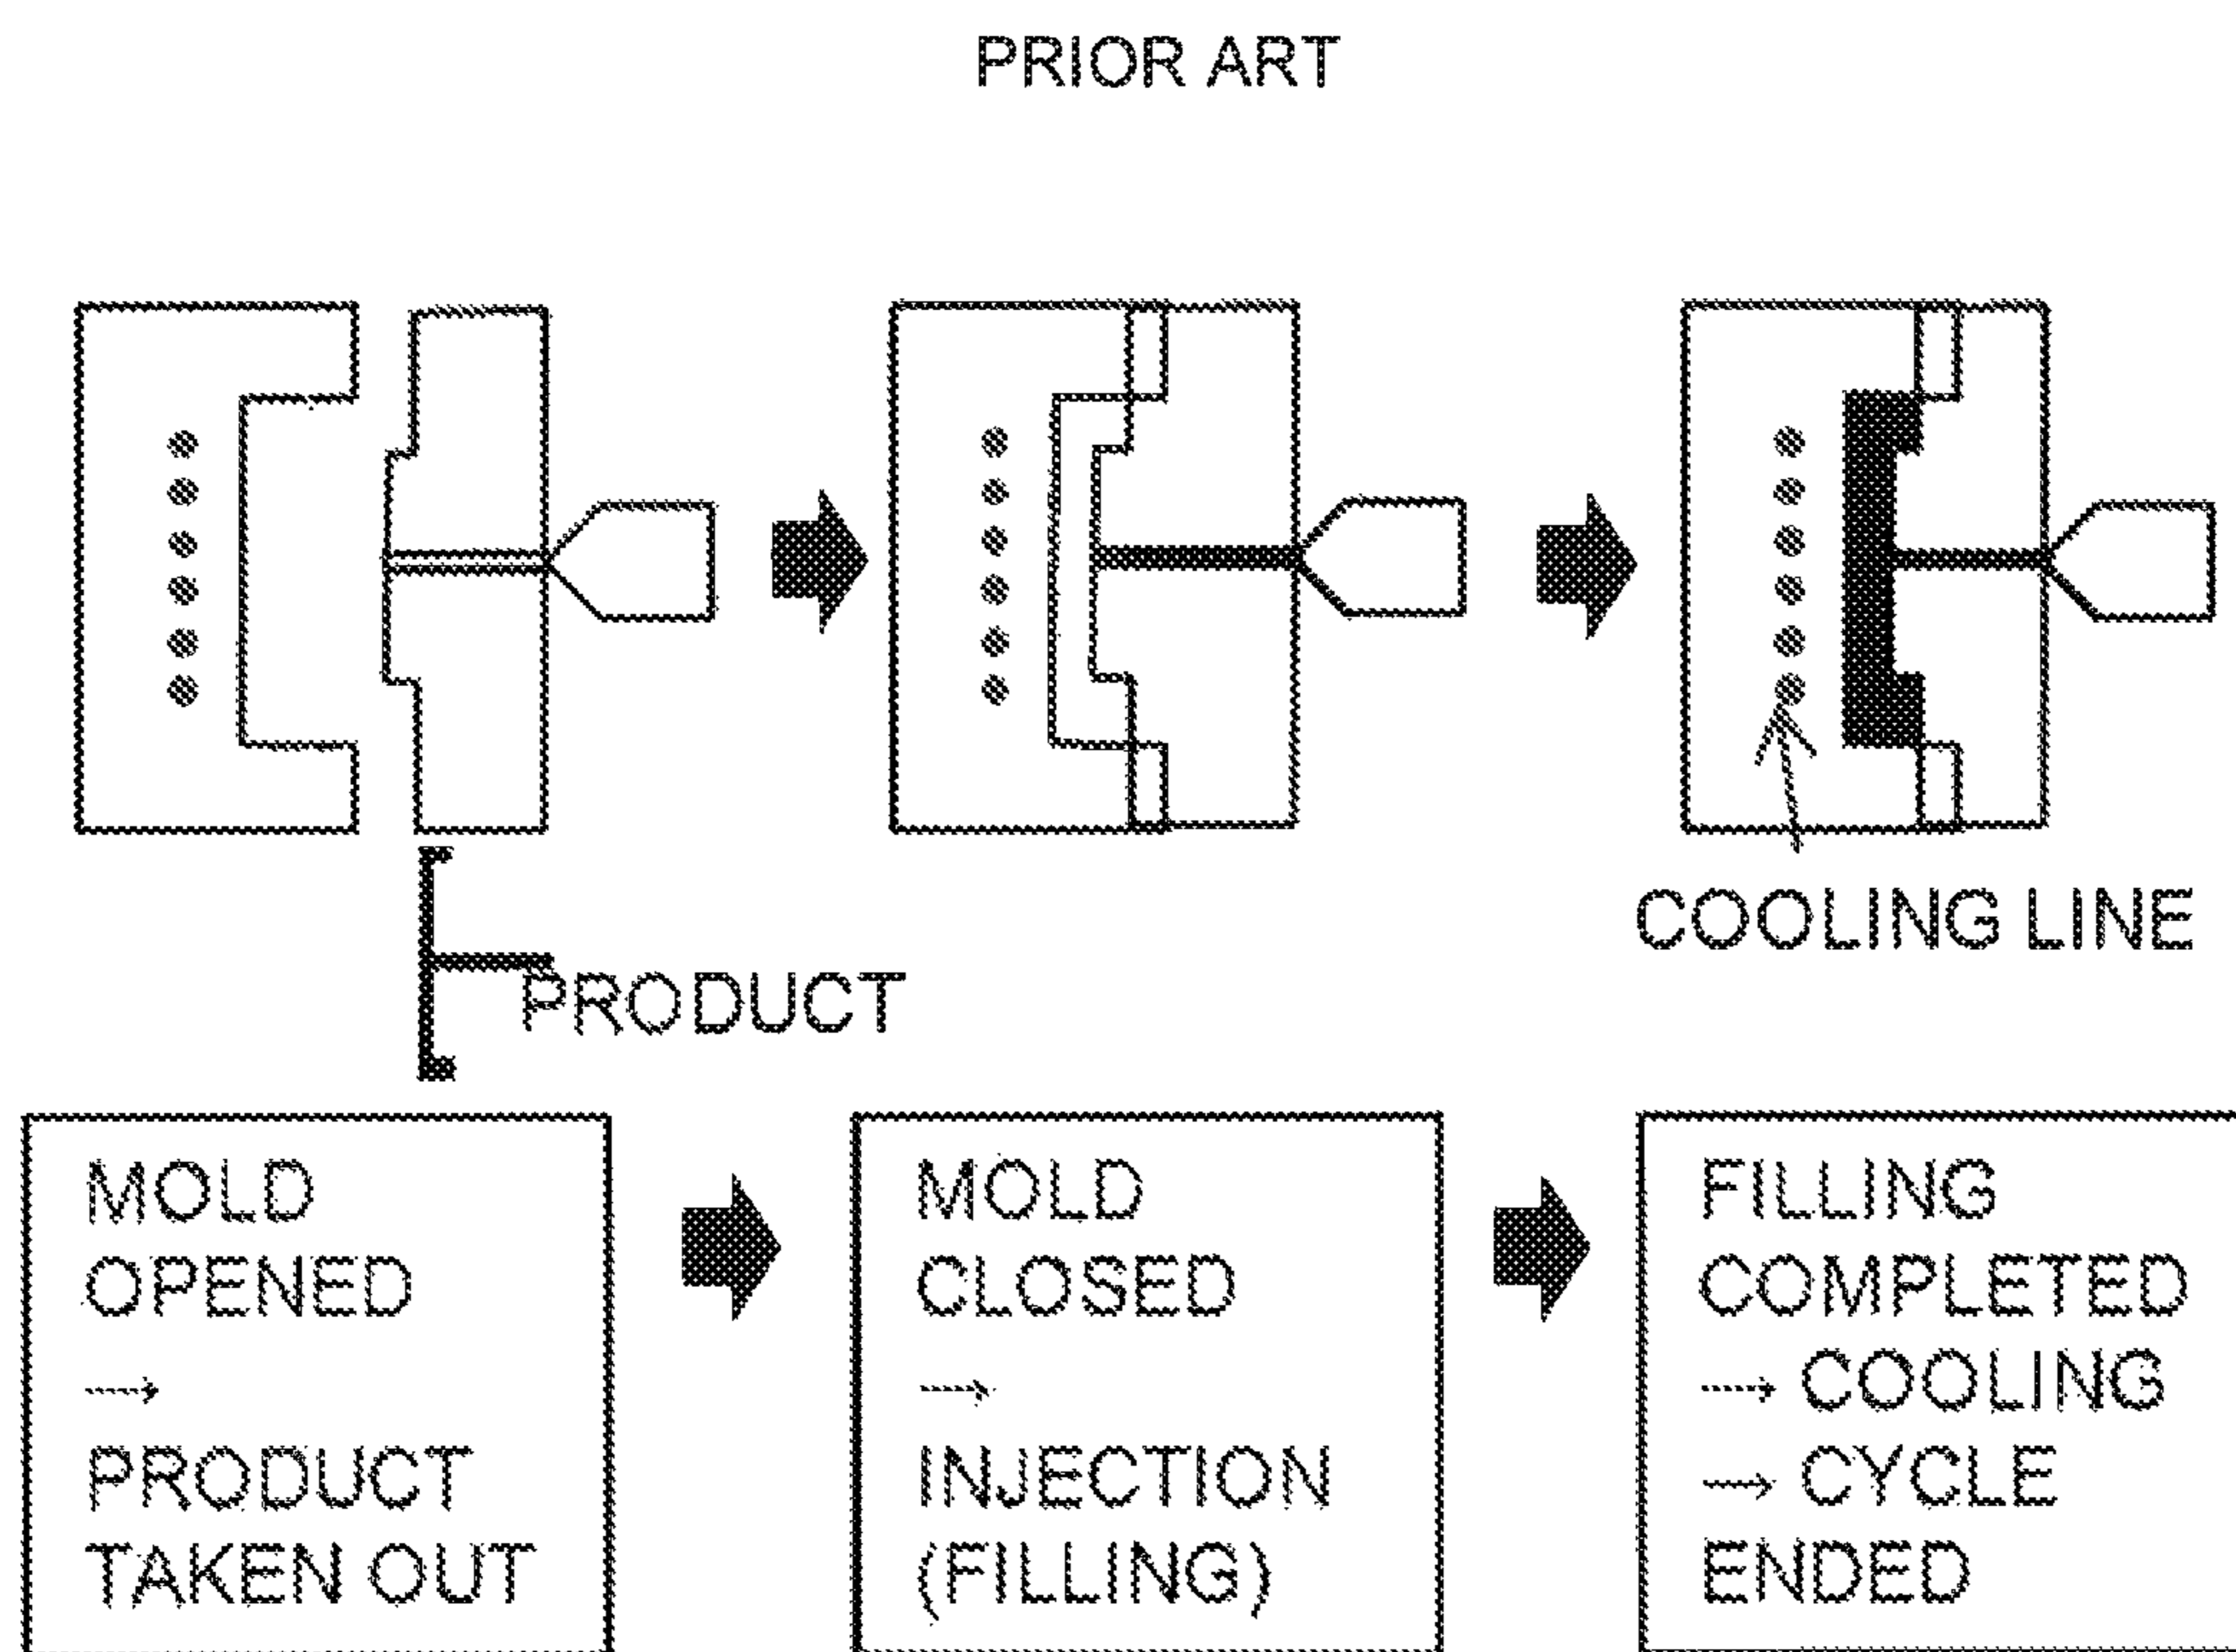 PRIOR ART
COOLING LINE
PRODUCT
MOLD
OPENED
→
PRODUCT
TAKEN OUT
MOLD
CLOSED
→
INJECTION
(FILLING)
FILLING
COMPLETED
→ COOLING
→ CYCLE
ENDED